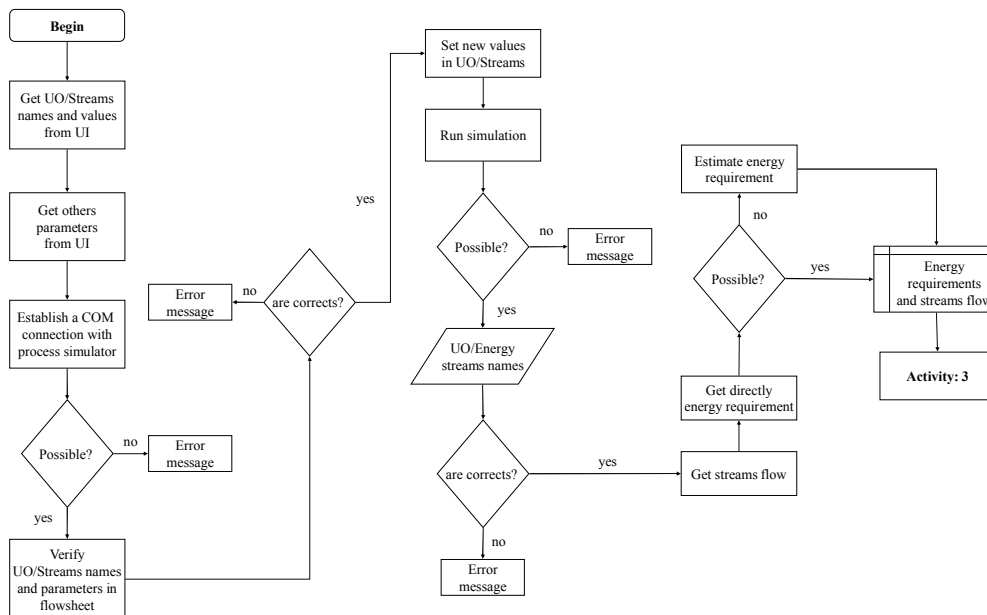 Begin
Get UO/Streams
names and values
from UI
Get others
parameters
from UI
Establish a COM
connection with
process simulator
Possible?
no
Error
message
yes
Verify
UO/Streams names
and parameters in
flowsheet
are corrects?
no
Error
message
yes
Set new values
in UO/Streams
Run simulation
Possible?
no
Error
message
yes
UO/Energy
streams names
are corrects?
no
Error
message
yes
Get streams flow
Get directly
energy requirement
Possible?
no
Estimate energy
requirement
yes
Energy
requirements
and streams flow
Activity: 3